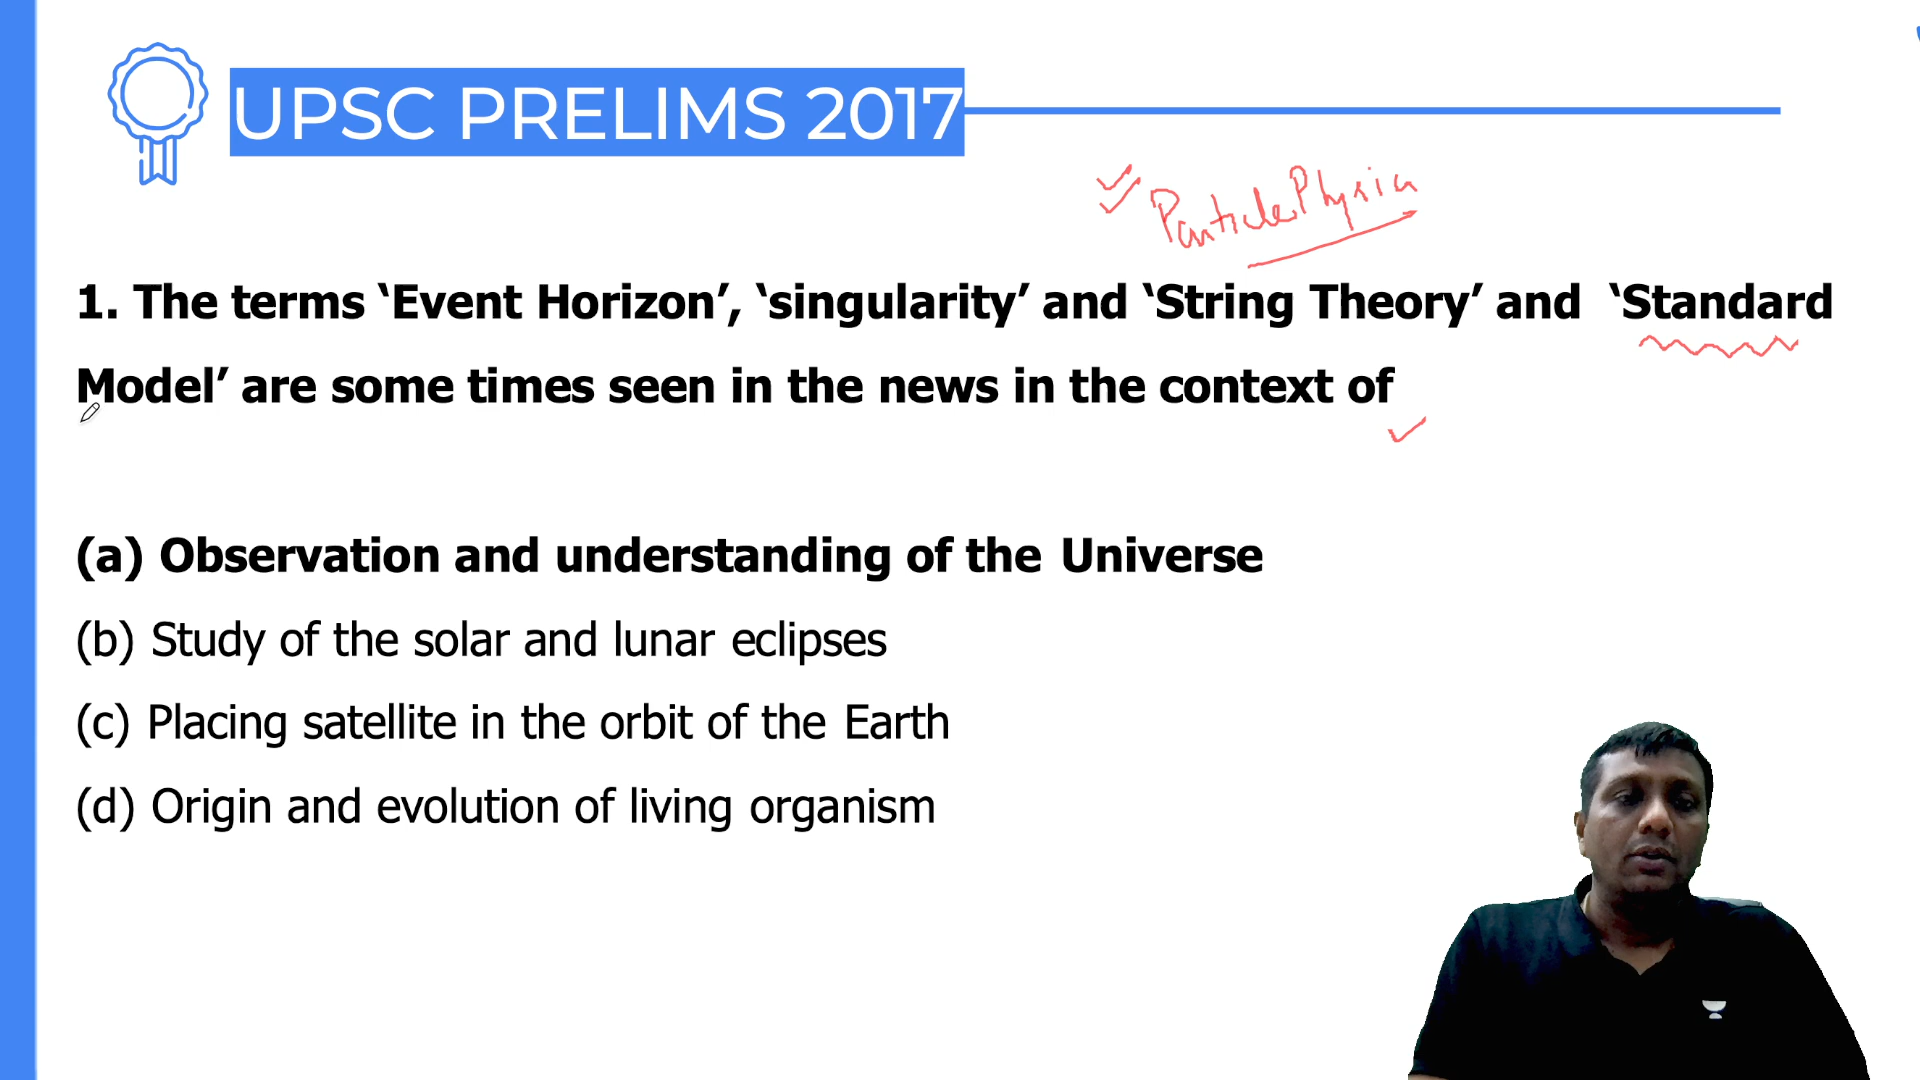 UPSC PRELIMS 2017
Particle Physics
1. The terms ‘Event Horizon’, ‘singularity’ and ‘String Theory’ and ‘Standard
Model’ are some times seen in the news in the context of
(a) Observation and understanding of the Universe
(b) Study of the solar and lunar eclipses
(c) Placing satellite in the orbit of the Earth
(d) Origin and evolution of living organism